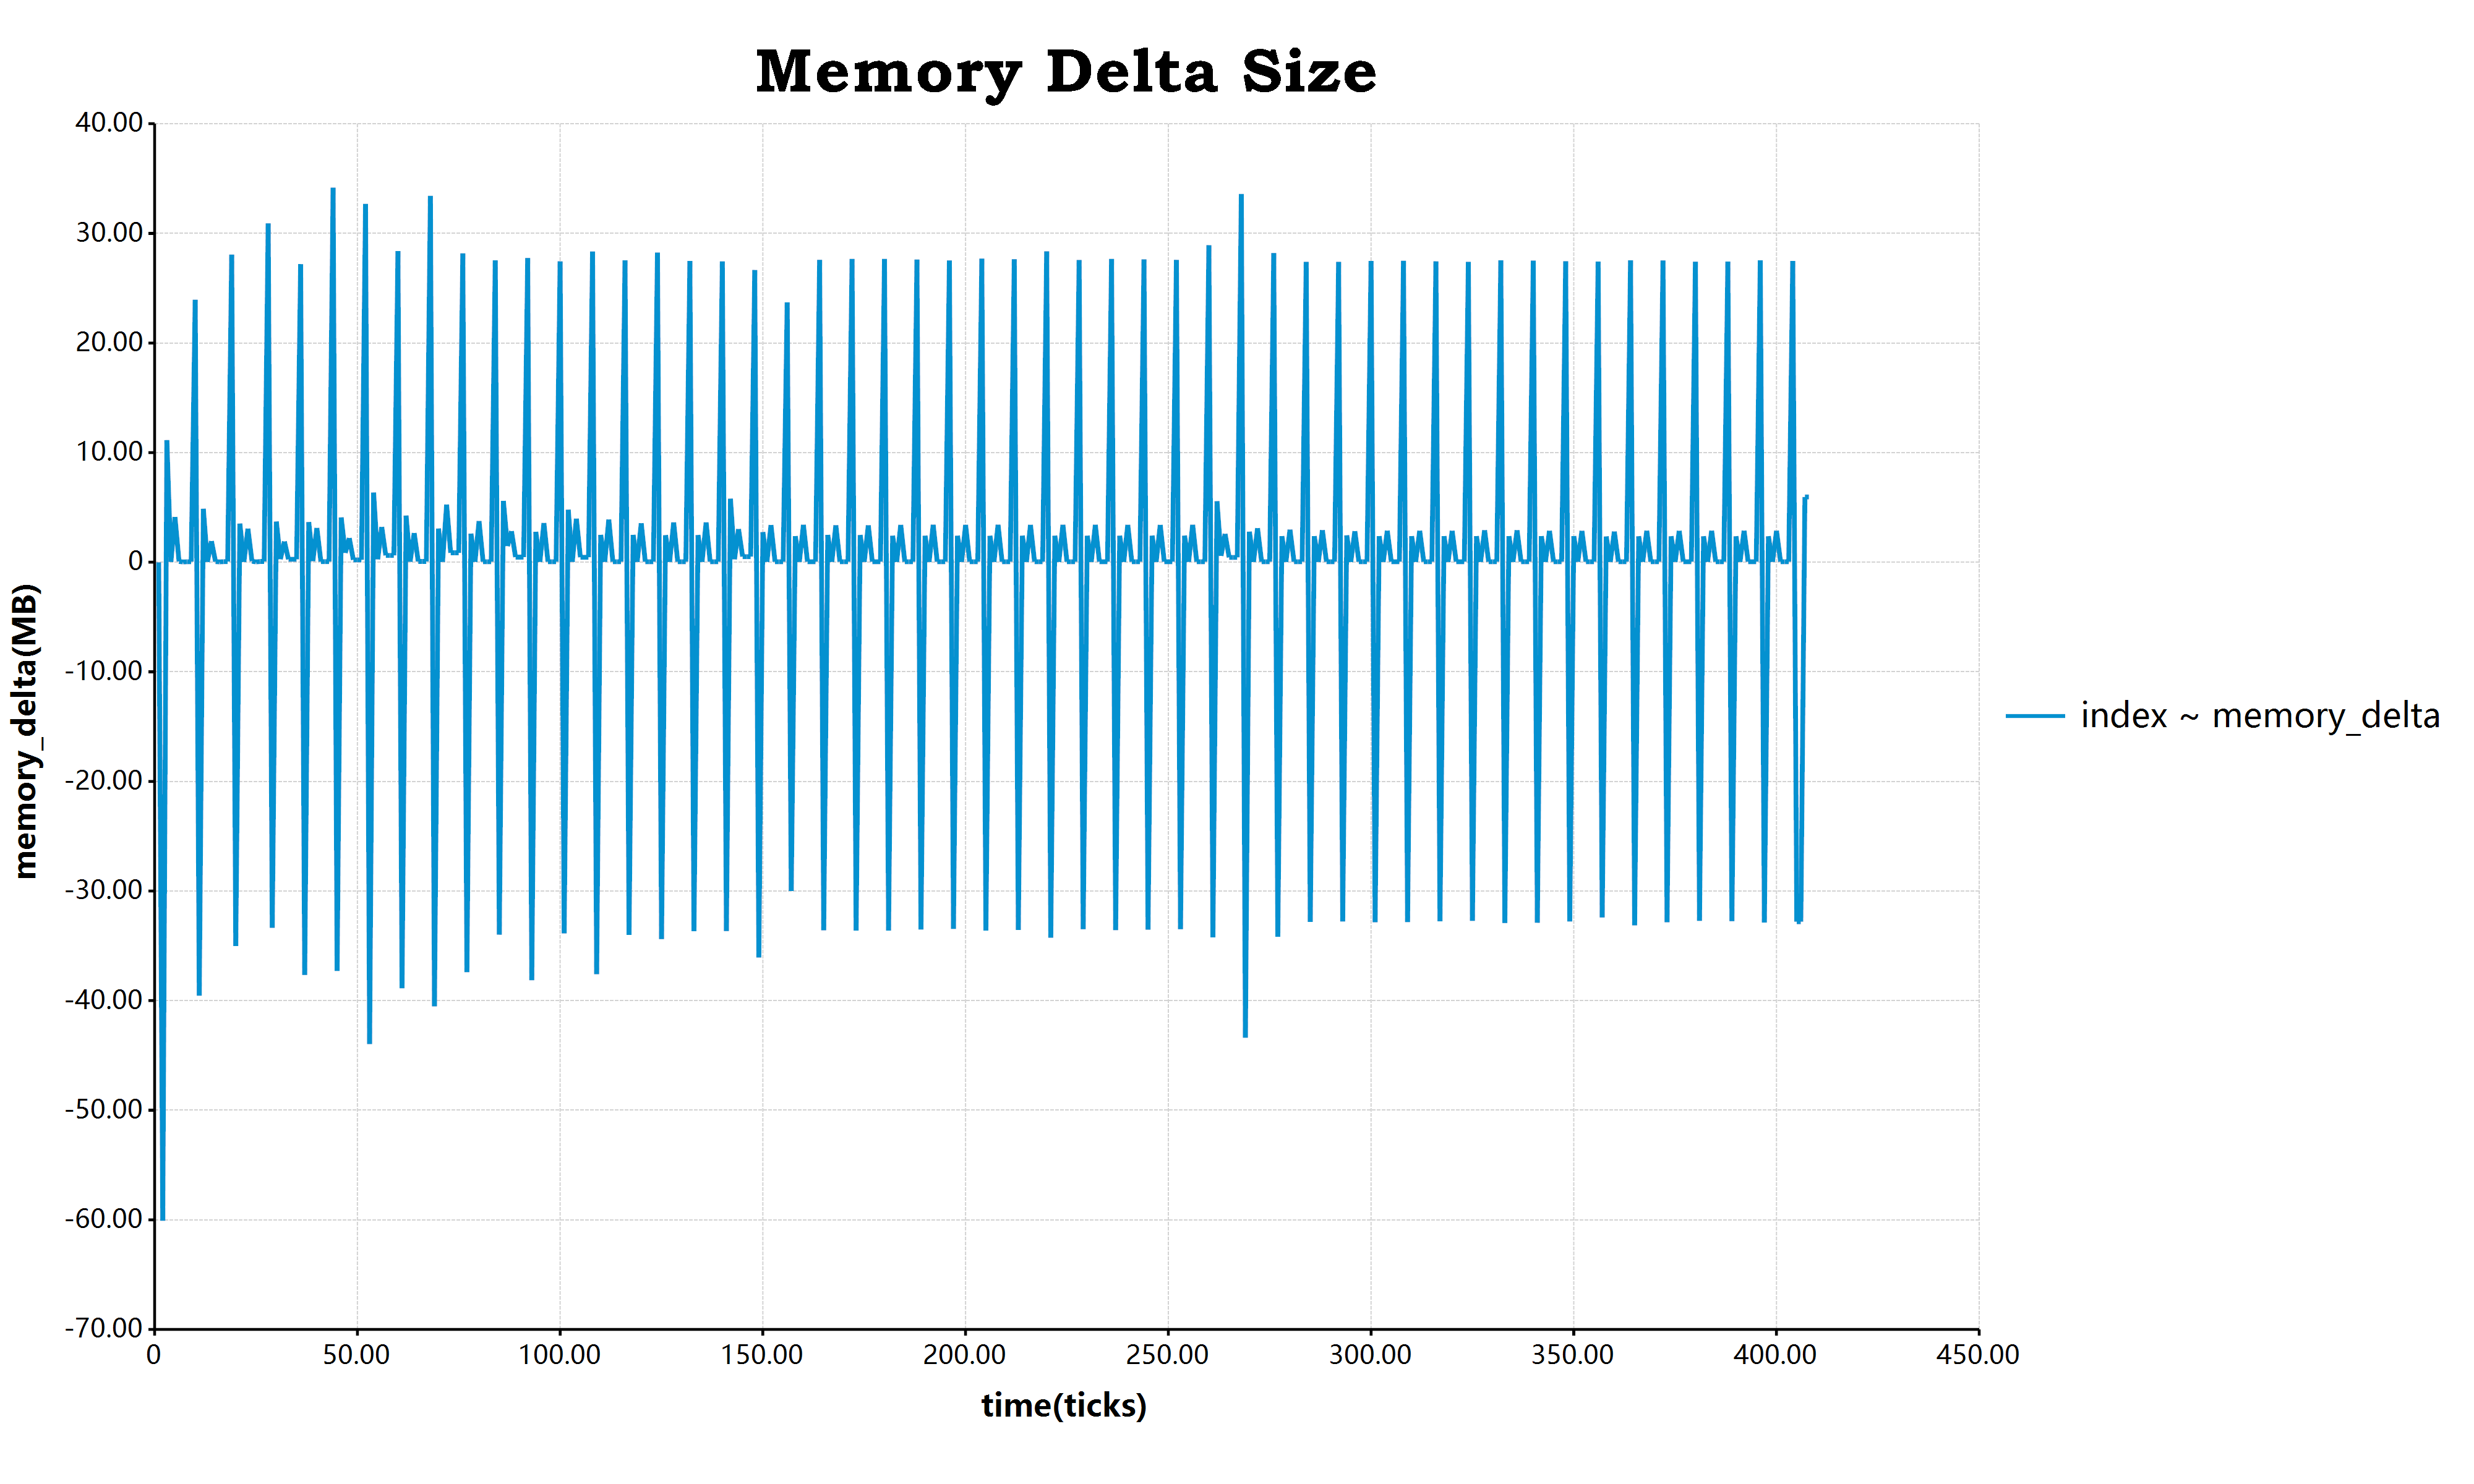 Memory Delta Size
40.00
30.00
20.00
10.00
0
-10.00
-20.00
-30.00
-40.00
-50.00
-60.00
-70.00
memory_delta(MB)
0 50.00 100.00 150.00 200.00 250.00 300.00 350.00 400.00 450.00
time(ticks)
index ~ memory_delta